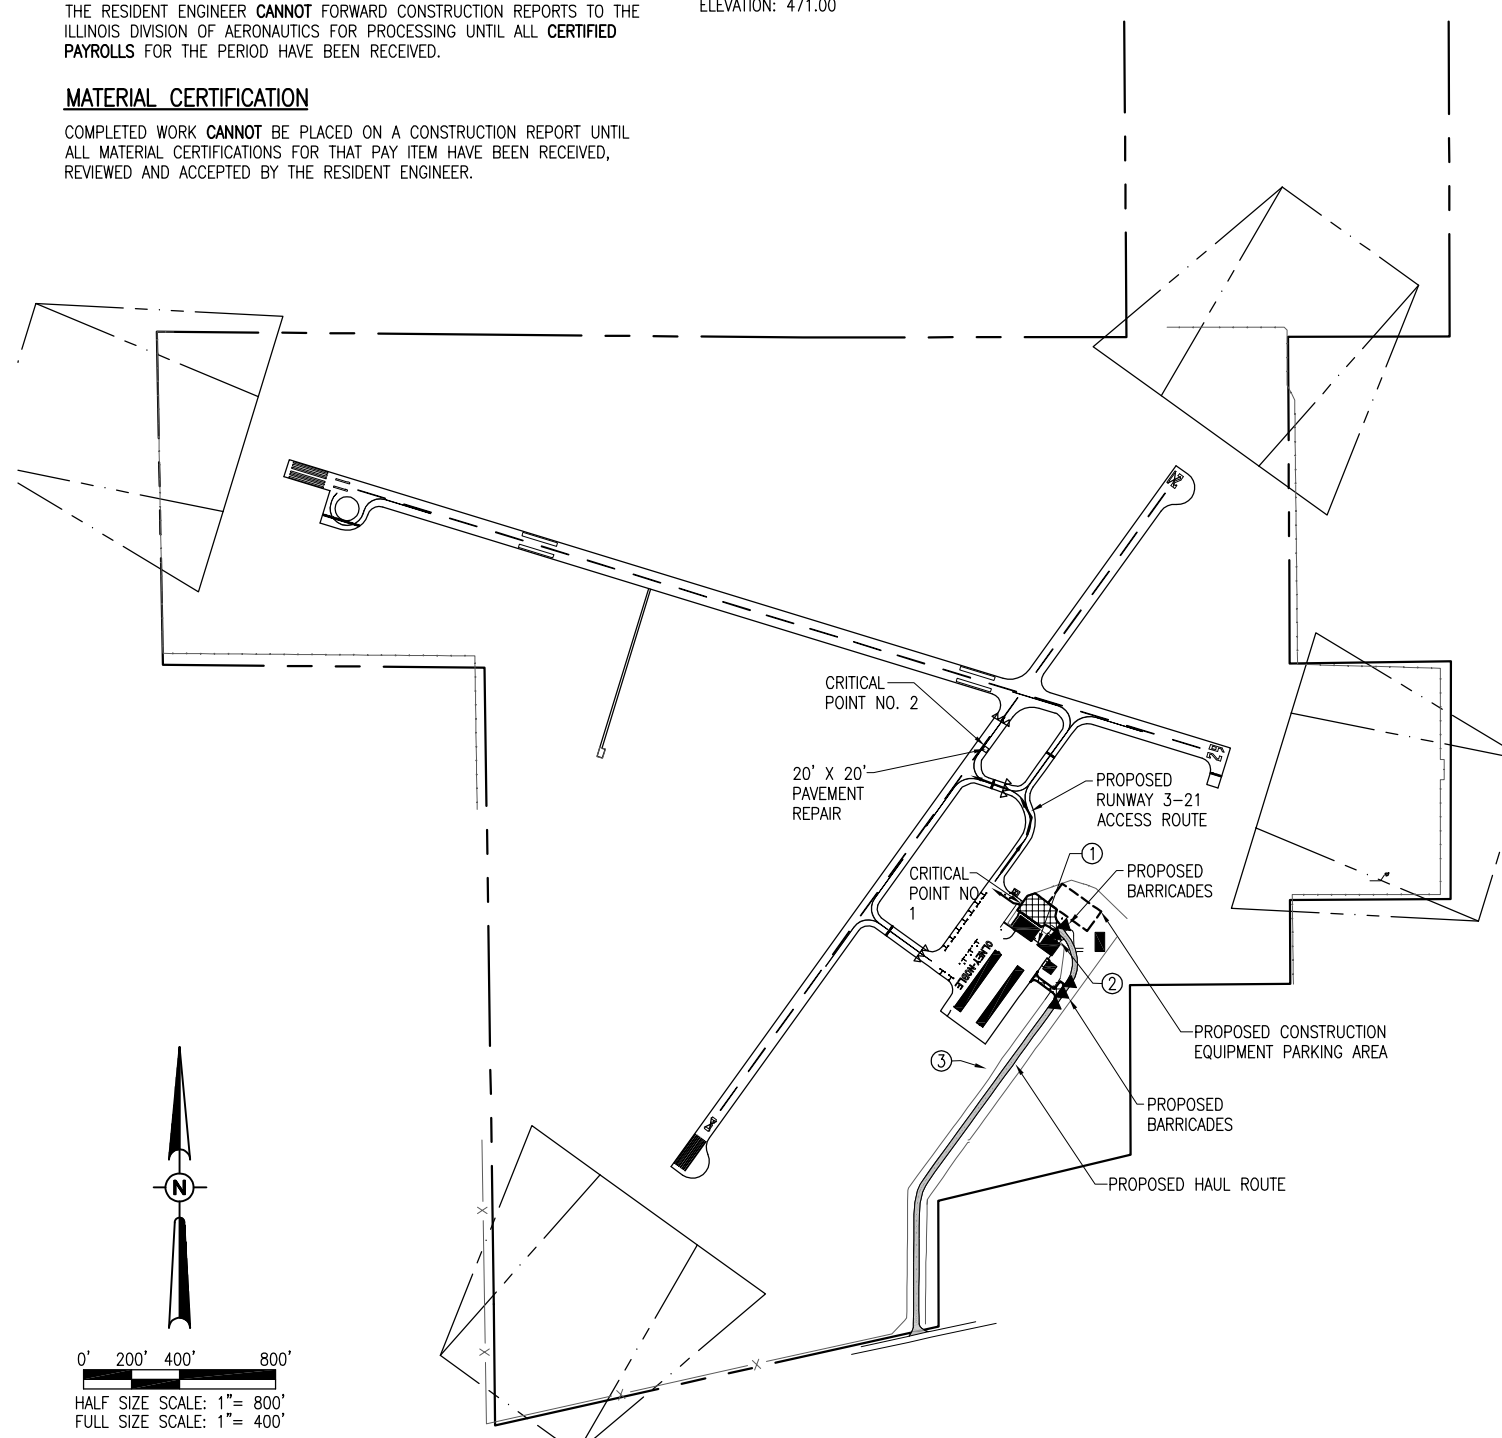 THE RESIDENT ENGINEER CANNOT FORWARD CONSTRUCTION REPORTS TO THE
ILLINOIS DIVISION OF AERONAUTICS FOR PROCESSING UNTIL ALL CERTIFIED
PAYROLLS FOR THE PERIOD HAVE BEEN RECEIVED.
ELEVATION: 471.00
MATERIAL CERTIFICATION
COMPLETED WORK CANNOT BE PLACED ON A CONSTRUCTION REPORT UNTIL
ALL MATERIAL CERTIFICATIONS FOR THAT PAY ITEM HAVE BEEN RECEIVED,
REVIEWED AND ACCEPTED BY THE RESIDENT ENGINEER.
CRITICAL
POINT NO. 2
20' X 20'
PAVEMENT
REPAIR
29
PROPOSED
RUNWAY 3-21
ACCESS ROUTE
1
PROPOSED
BARRICADES
CRITICAL
POINT NO.
1
OLNEY-NOBLE
2
PROPOSED CONSTRUCTION
EQUIPMENT PARKING AREA
3
PROPOSED
BARRICADES
PROPOSED HAUL ROUTE
N
X
X
X
X
0' 200' 400' 800'
HALF SIZE SCALE: 1"= 800'
FULL SIZE SCALE: 1"= 400'